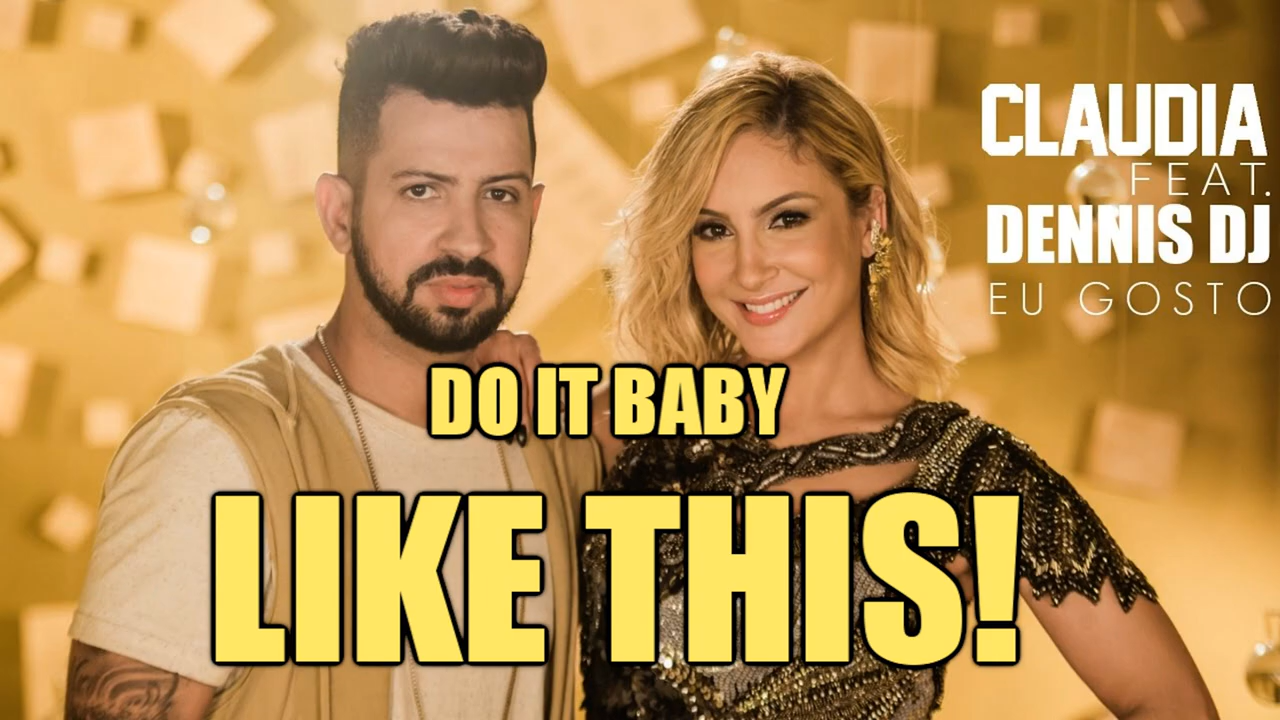 CLAUDIA
FEAT.
DENNIS DJ
EU GOSTO
DO IT BABY
LIKE THIS!